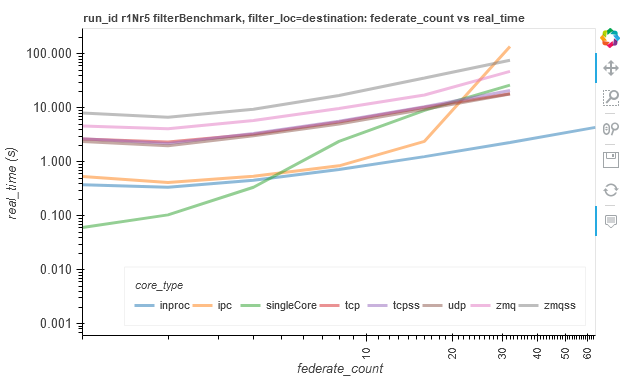 run_id r1Nr5 filterBenchmark, filter_loc=destination: federate_count vs real_time
100.000
10.000
1.000
0.100
0.010
0.001
real_time (s)
core_type
inproc ipc singleCore tcp tcpss udp zmq zmqss
10 20 30 40 50 60
federate_count